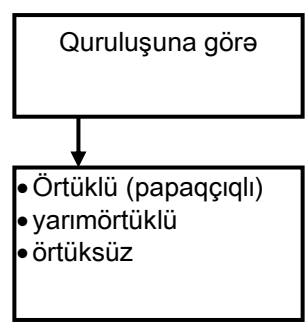 Quruluşuna görə
• Örtüklü (papaqçıqlı)
• yarımörtüklü
• örtüksüz